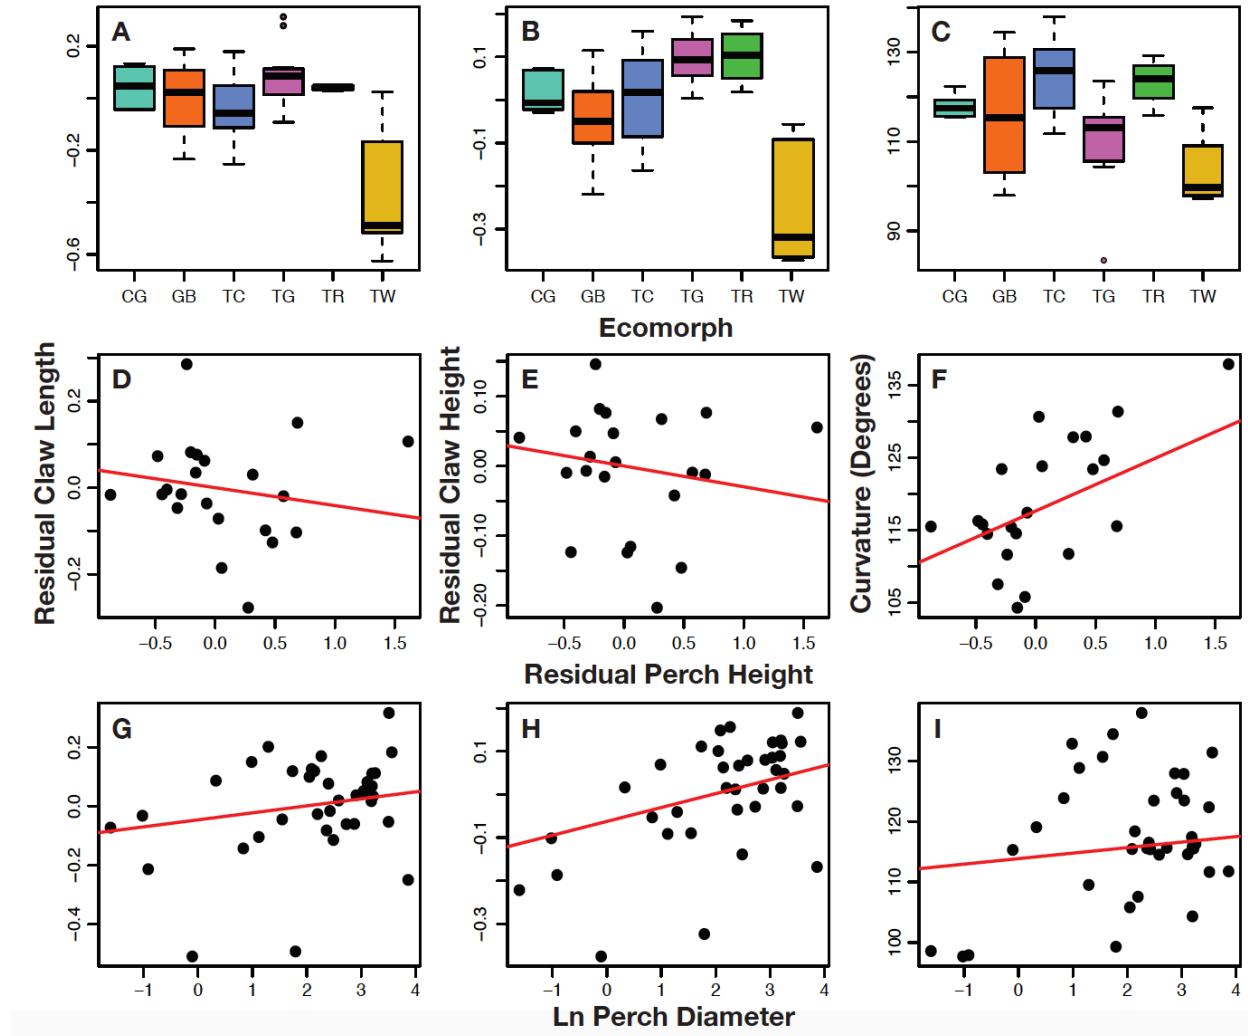 A B C
0.2 −0.2 −0.6
0.1 −0.1 −0.3
130 110 90
CG GB TC TG TR TW
CG GB TC TG TR TW
CG GB TC TG TR TW
Ecomorph
Residual Claw Length
Residual Claw Height
Curvature (Degrees)
D E F
0.2 0.0 −0.2
0.10 0.00 −0.10 −0.20
135 125 115 105
−0.5 0.0 0.5 1.0 1.5
−0.5 0.0 0.5 1.0 1.5
−0.5 0.0 0.5 1.0 1.5
Residual Perch Height
G H I
0.2 0.0 −0.2 −0.4
0.1 −0.1 −0.3
130 120 110 100
−1 0 1 2 3 4
−1 0 1 2 3 4
−1 0 1 2 3 4
Ln Perch Diameter